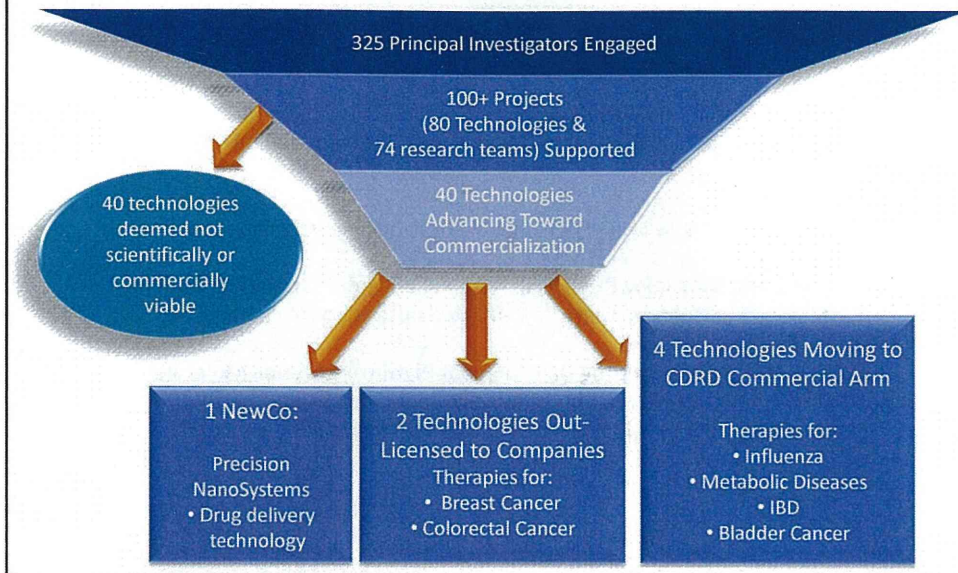 325 Principal Investigators Engaged
100+ Projects
(80 Technologies &
74 research teams) Supported
40 Technologies
Advancing Toward
Commercialization
40 technologies
deemed not
scientifically or
commercially
viable
1 NewCo:
Precision
NanoSystems
• Drug delivery
technology
2 Technologies Out-
Licensed to Companies
Therapies for:
• Breast Cancer
• Colorectal Cancer
4 Technologies Moving to
CDRD Commercial Arm
Therapies for:
• Influenza
• Metabolic Diseases
• IBD
• Bladder Cancer